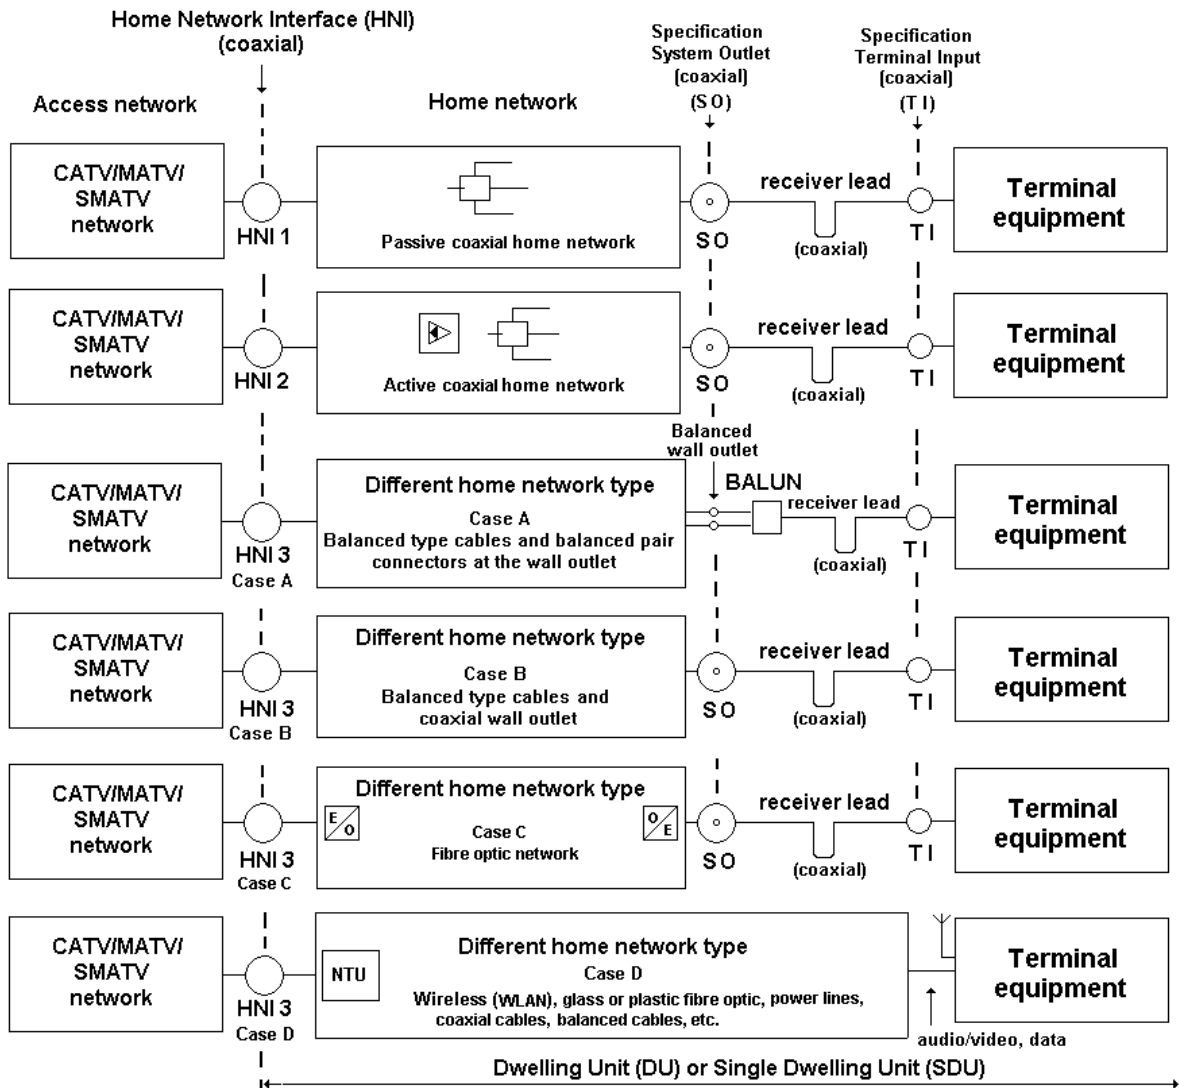 Home Network Interface (HNI)
(coaxial)
Specification
System Outlet
(coaxial)
(S O)
Specification
Terminal Input
(coaxial)
(T I)
Access network
Home network
CATV/MATV/
SMATV
network
HNI 1
Passive coaxial home network
S O
receiver lead
(coaxial)
T I
Terminal
equipment
CATV/MATV/
SMATV
network
HNI 2
Active coaxial home network
S O
receiver lead
(coaxial)
T I
Terminal
equipment
Balanced
wall outlet
CATV/MATV/
SMATV
network
HNI 3
Case A
Different home network type
Case A
Balanced type cables and balanced pair
connectors at the wall outlet
BALUN
receiver lead
(coaxial)
T I
Terminal
equipment
CATV/MATV/
SMATV
network
HNI 3
Case B
Different home network type
Case B
Balanced type cables and
coaxial wall outlet
S O
receiver lead
(coaxial)
T I
Terminal
equipment
CATV/MATV/
SMATV
network
HNI 3
Case C
Different home network type
E
O
Case C
Fibre optic network
O
E
S O
receiver lead
(coaxial)
T I
Terminal
equipment
CATV/MATV/
SMATV
network
HNI 3
Case D
NTU
Different home network type
Case D
Wireless (WLAN), glass or plastic fibre optic, power lines,
coaxial cables, balanced cables, etc.
audio/video, data
Terminal
equipment
Dwelling Unit (DU) or Single Dwelling Unit (SDU)